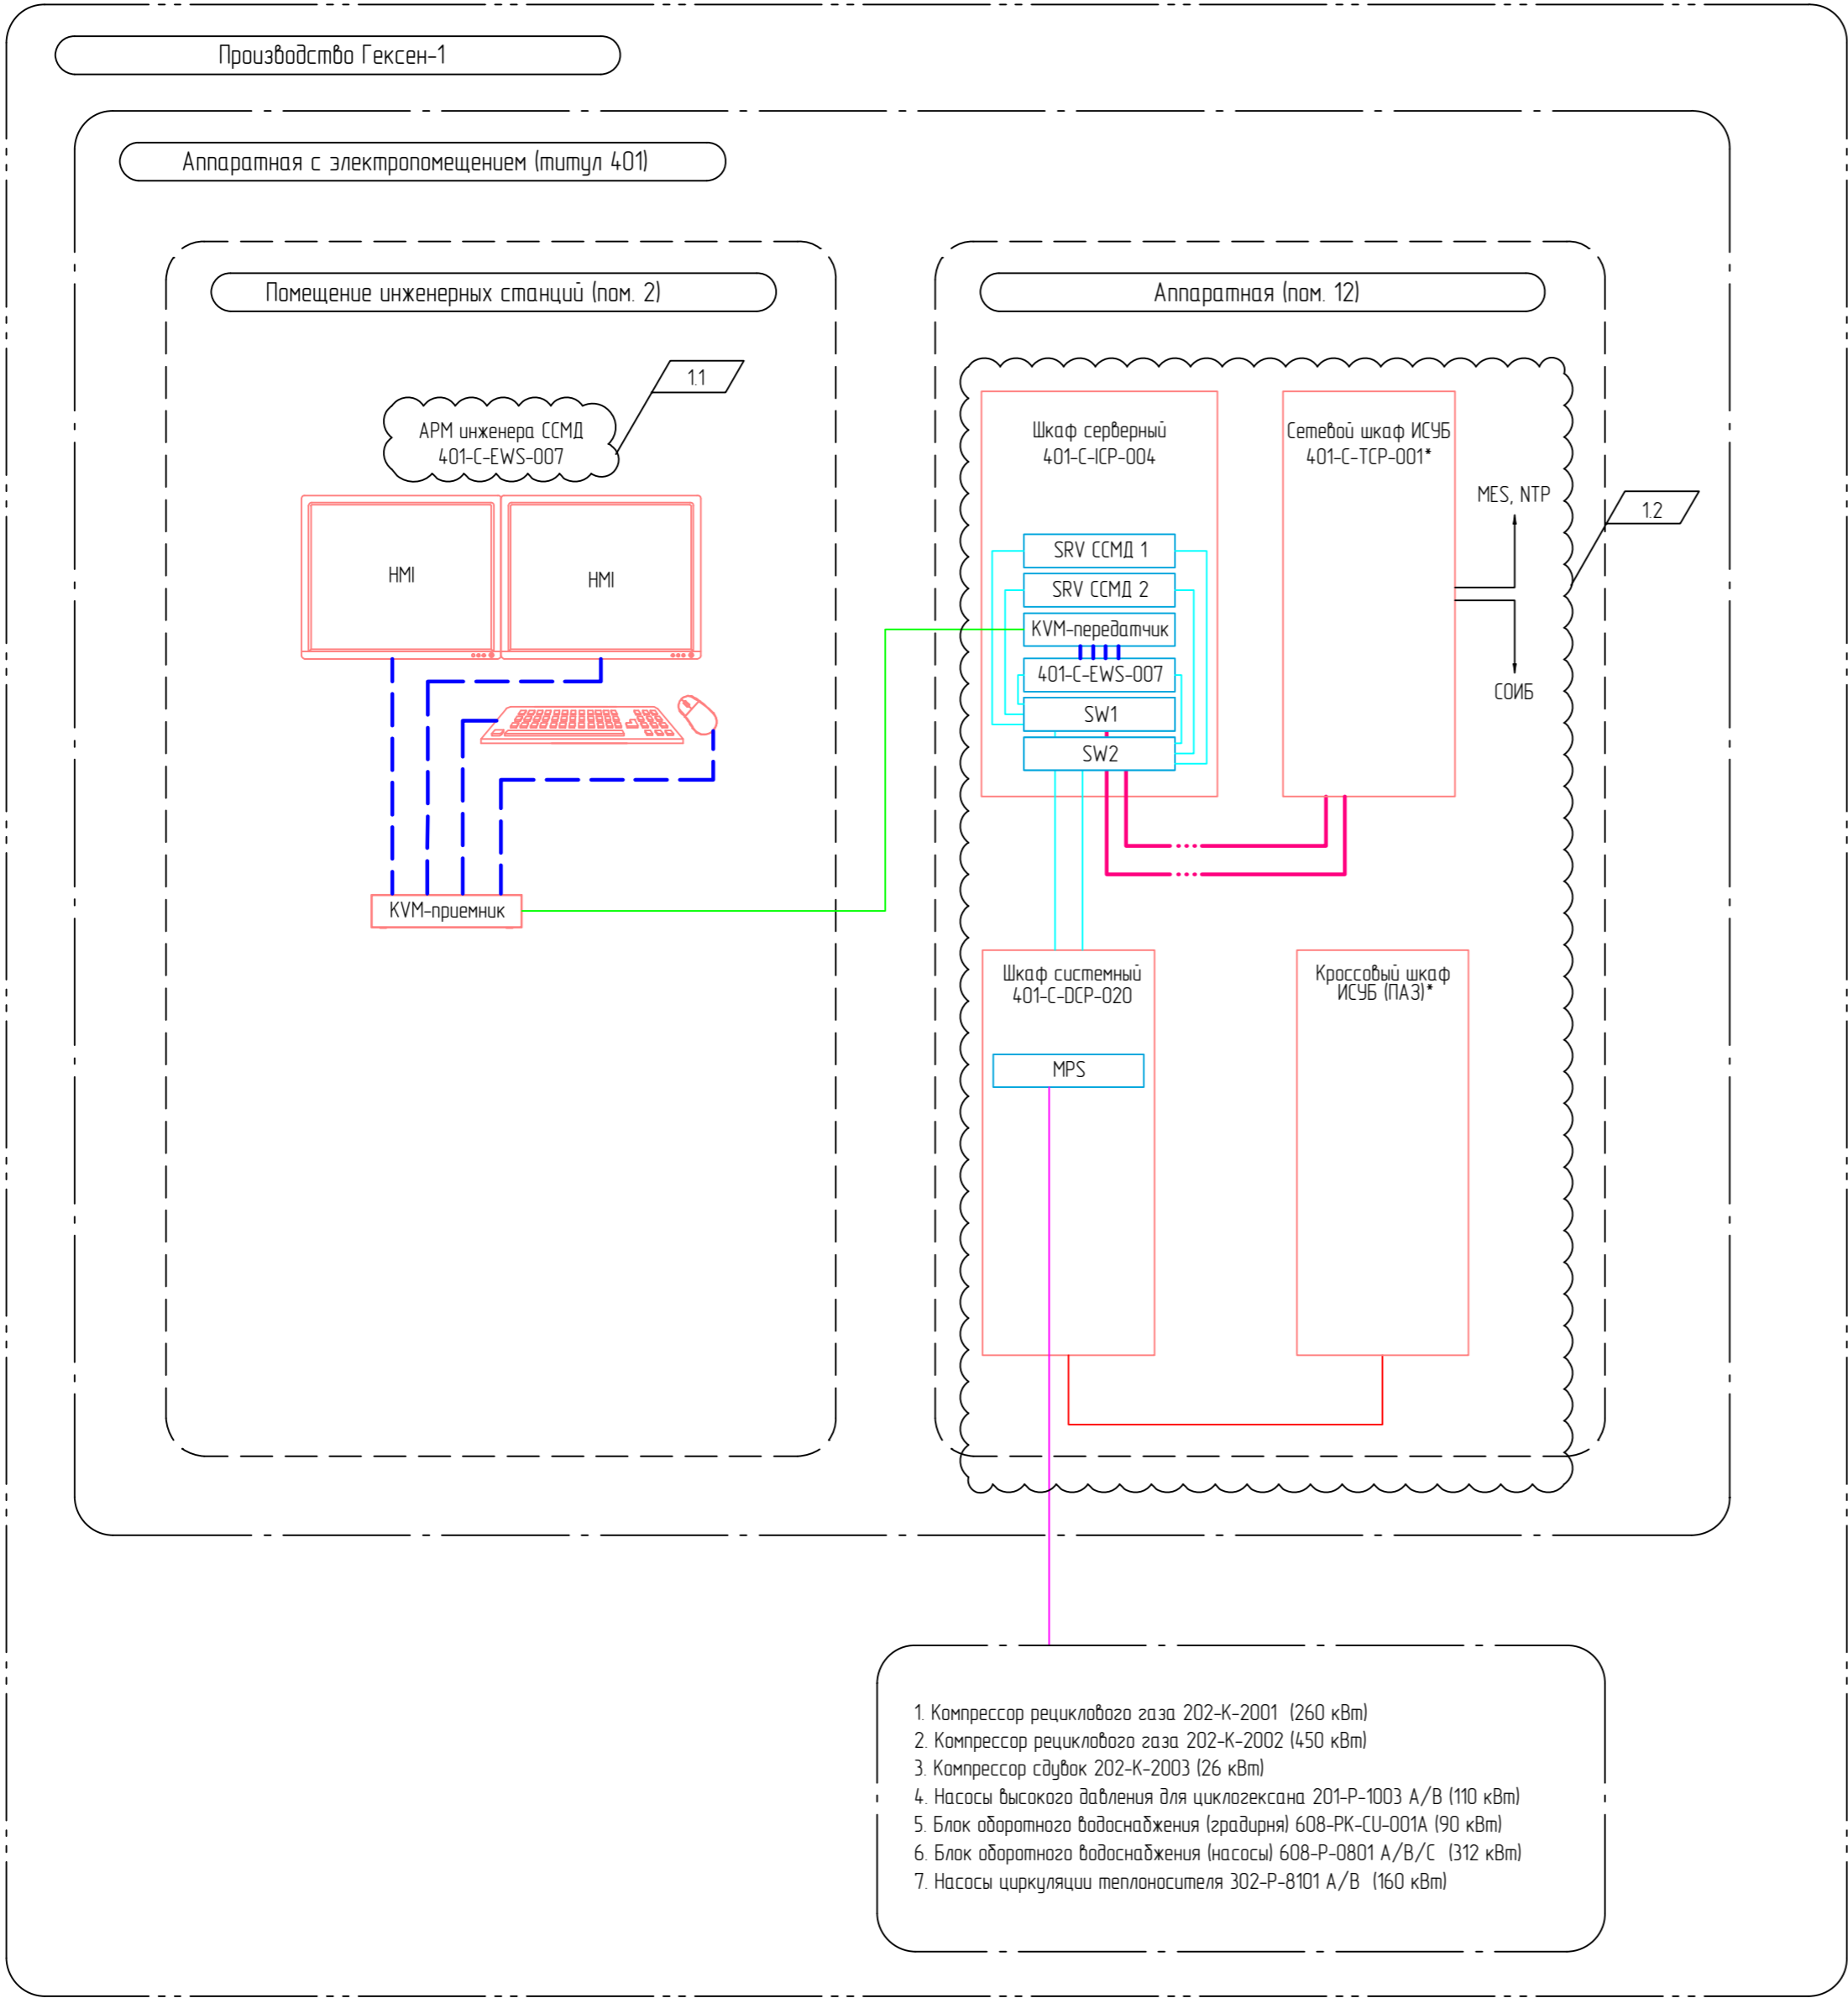 Производство Гексен-1
Аппаратная с электропомещением (титул 401)
Помещение инженерных станций (пом. 2)
1.1
АРМ инженера ССМД
401-C-EWS-007
HMI
HMI
KVM-приемник
Аппаратная (пом. 12)
1.2
Шкаф серверный
401-C-ICP-004
SRV ССМД 1
SRV ССМД 2
KVM-передатчик
401-C-EWS-007
SW1
SW2
Сетевой шкаф ИСУБ
401-C-TCP-001*
MES, NTP
СОИБ
Шкаф системный
401-C-DCP-020
MPS
Кроссовый шкаф
ИСУБ (ПАЗ)*
1. Компрессор рециклового газа 202-K-2001 (260 кВт)
2. Компрессор рециклового газа 202-K-2002 (450 кВт)
3. Компрессор сдувок 202-K-2003 (26 кВт)
4. Насосы высокого давления для циклогексана 201-P-1003 A/B (110 кВт)
5. Блок оборотного водоснабжения (градирня) 608-PK-CU-001A (90 кВт)
6. Блок оборотного водоснабжения (насосы) 608-P-0801 A/B/C (312 кВт)
7. Насосы циркуляции теплоносителя 302-P-8101 A/B (160 кВт)